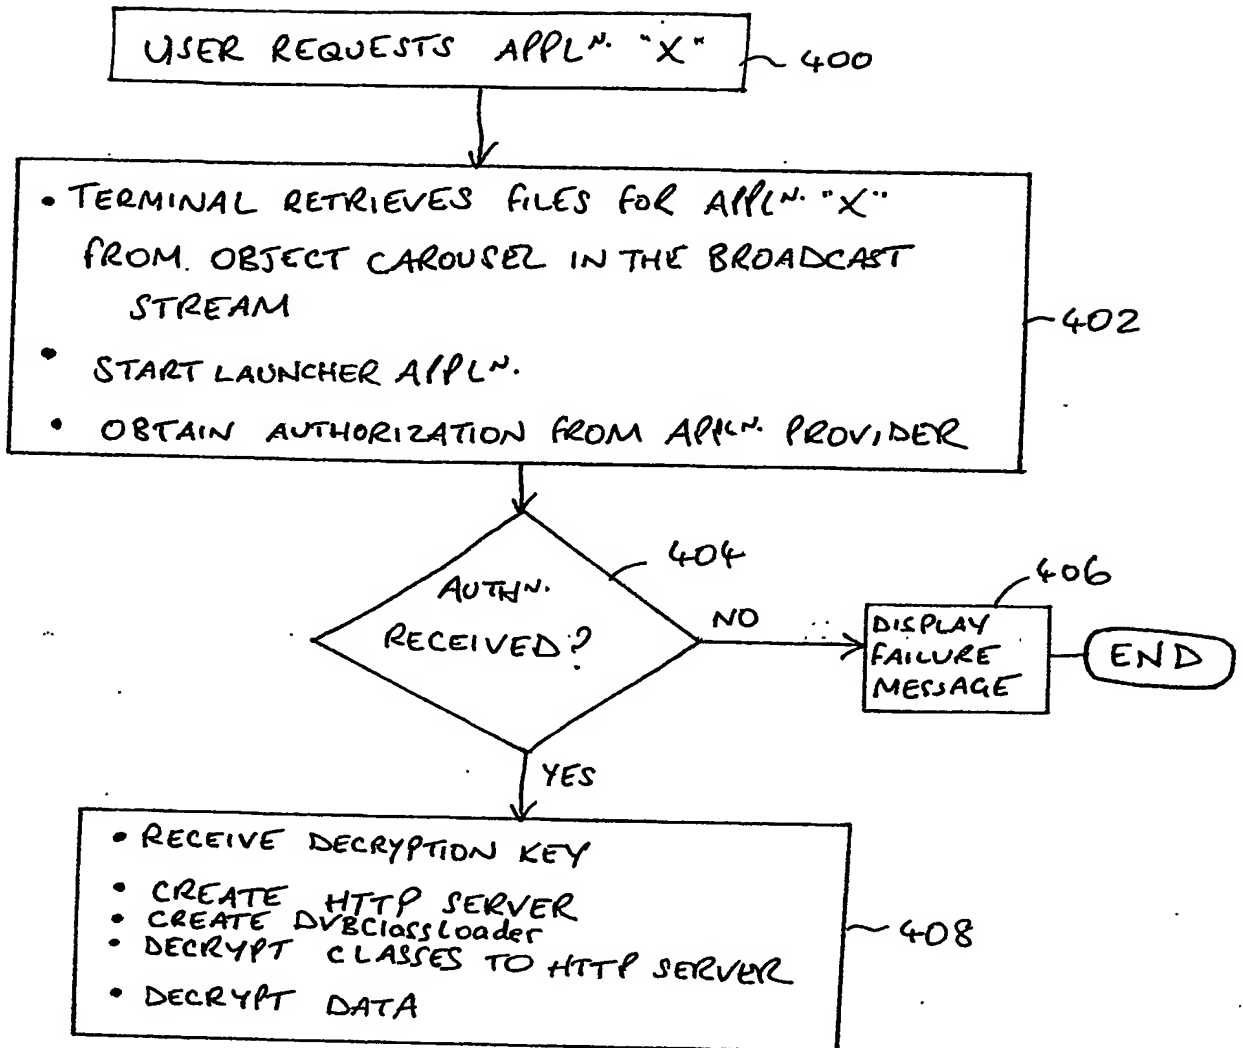 USER REQUESTS APPLN. "X"
400
• TERMINAL RETRIEVES FILES FOR APPLN. "X"
FROM. OBJECT CAROUSEL IN THE BROADCAST
STREAM
402
• START LAUNCHER APPLN.
• OBTAIN AUTHORIZATION FROM APPLN. PROVIDER
404
AUTHN.
RECEIVED?
NO
406
DISPLAY
FAILURE
MESSAGE
END
YES
• RECEIVE DECRYPTION KEY
• CREATE HTTP SERVER
• CREATE DVBClassLoader
• DECRYPT CLASSES TO HTTP SERVER
408
• DECRYPT DATA